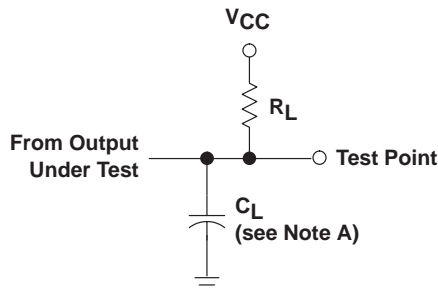 VCC
RL
From Output
Under Test
Test Point
CL
(see Note A)